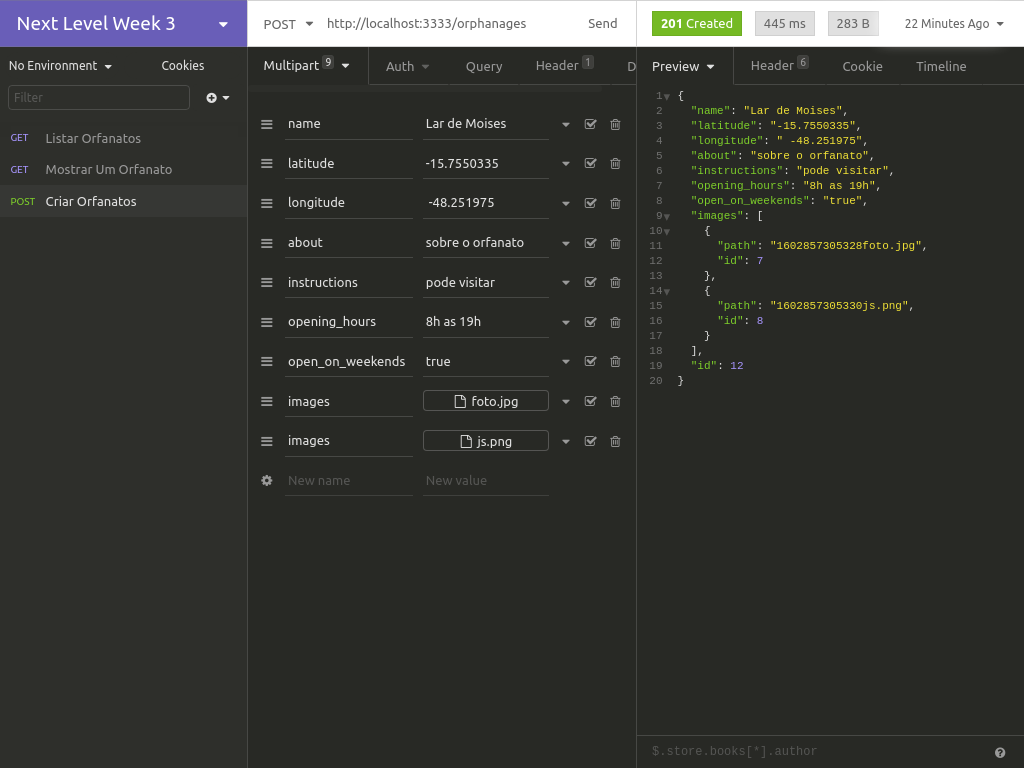 Next Level Week 3
No Environment
Cookies
Filter
GET Listar Orfanatos
GET Mostrar Um Orfanato
POST Criar Orfanatos
POST http://localhost:3333/orphanages Send
Multipart 9 Auth Query Header 1 D
name Lar de Moises
latitude -15.7550335
longitude -48.251975
about sobre o orfanato
instructions pode visitar
opening_hours 8h as 19h
open_on_weekends true
images foto.jpg
images js.png
New name New value
201 Created 445 ms 283 B 22 Minutes Ago
Preview Header 6 Cookie Timeline
1 {
2 "name": "Lar de Moises",
3 "latitude": "-15.7550335",
4 "longitude": " -48.251975",
5 "about": "sobre o orfanato",
6 "instructions": "pode visitar",
7 "opening_hours": "8h as 19h",
8 "open_on_weekends": "true",
9 "images": [
10 {
11 "path": "1602857305328foto.jpg",
12 "id": 7
13 },
14 {
15 "path": "1602857305330js.png",
16 "id": 8
17 }
18 ],
19 "id": 12
20 }
$.store.books[*].author